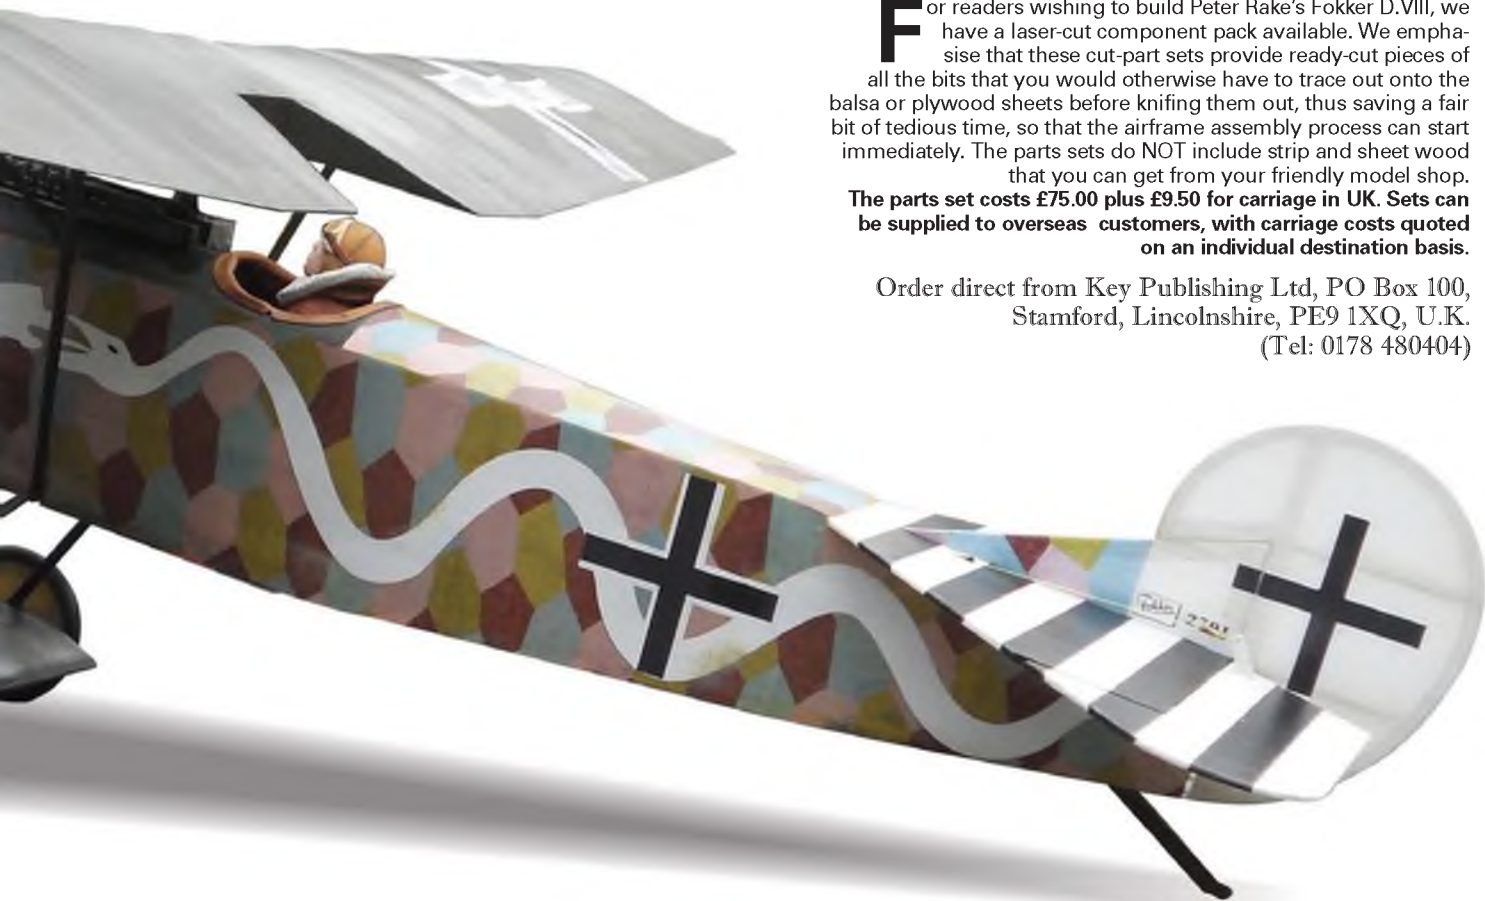 For readers wishing to build Peter Rake's Fokker D.VIII, we
have a laser-cut component pack available. We empha-
sise that these cut-part sets provide ready-cut pieces of
all the bits that you would otherwise have to trace out onto the
balsa or plywood sheets before knifing them out, thus saving a fair
bit of tedious time, so that the airframe assembly process can start
immediately. The parts sets do NOT include strip and sheet wood
that you can get from your friendly model shop.
The parts set costs £75.00 plus £9.50 for carriage in UK. Sets can
be supplied to overseas customers, with carriage costs quoted
on an individual destination basis.
Order direct from Key Publishing Ltd, PO Box 100,
Stamford, Lincolnshire, PE9 1XQ, U.K.
(Tel: 0178 480404)